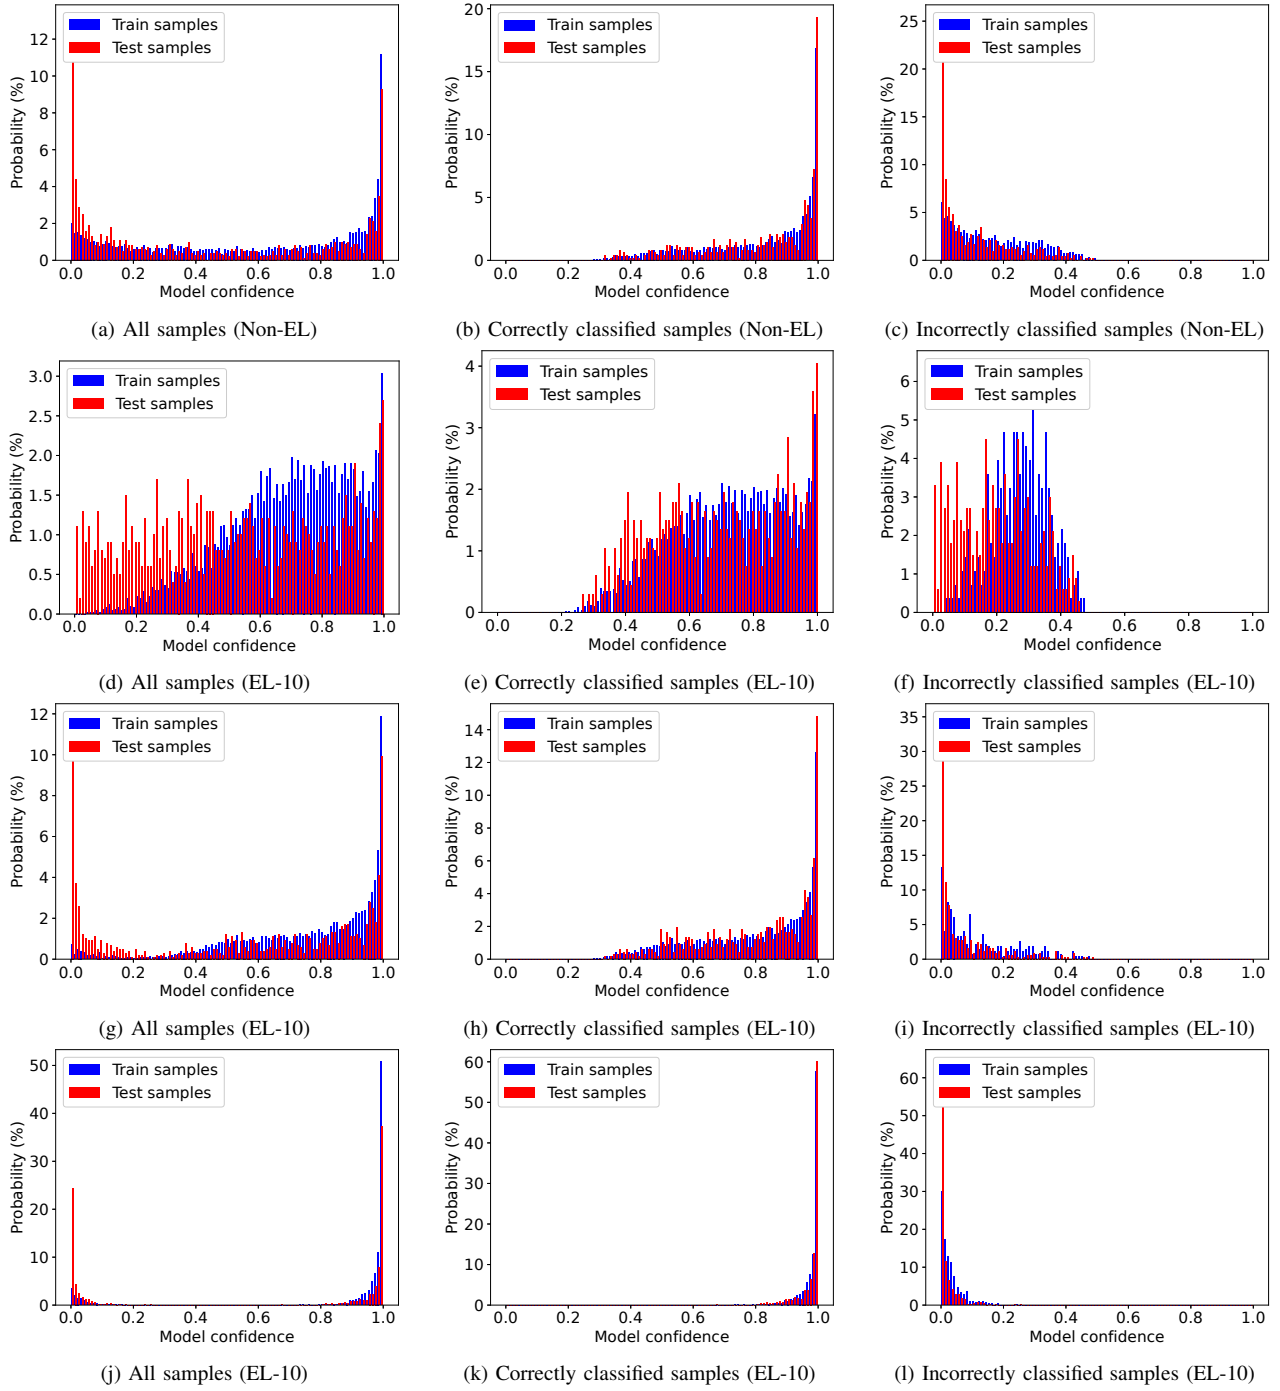 Train samples
Test samples
Probability (%)
12
10
8
6
4
2
0
0.0 0.2 0.4 0.6 0.8 1.0
Model confidence
(a) All samples (Non-EL)
Train samples
Test samples
Probability (%)
20
15
10
5
0
0.0 0.2 0.4 0.6 0.8 1.0
Model confidence
(b) Correctly classified samples (Non-EL)
Train samples
Test samples
Probability (%)
25
20
15
10
5
0
0.0 0.2 0.4 0.6 0.8 1.0
Model confidence
(c) Incorrectly classified samples (Non-EL)
Train samples
Test samples
Probability (%)
3.0
2.5
2.0
1.5
1.0
0.5
0.0
0.0 0.2 0.4 0.6 0.8 1.0
Model confidence
(d) All samples (EL-10)
Train samples
Test samples
Probability (%)
4
3
2
1
0
0.0 0.2 0.4 0.6 0.8 1.0
Model confidence
(e) Correctly classified samples (EL-10)
Train samples
Test samples
Probability (%)
6
5
4
3
2
1
0
0.0 0.2 0.4 0.6 0.8 1.0
Model confidence
(f) Incorrectly classified samples (EL-10)
Train samples
Test samples
Probability (%)
12
10
8
6
4
2
0
0.0 0.2 0.4 0.6 0.8 1.0
Model confidence
(g) All samples (EL-10)
Train samples
Test samples
Probability (%)
14
12
10
8
6
4
2
0
0.0 0.2 0.4 0.6 0.8 1.0
Model confidence
(h) Correctly classified samples (EL-10)
Train samples
Test samples
Probability (%)
35
30
25
20
15
10
5
0
0.0 0.2 0.4 0.6 0.8 1.0
Model confidence
(i) Incorrectly classified samples (EL-10)
Train samples
Test samples
Probability (%)
50
40
30
20
10
0
0.0 0.2 0.4 0.6 0.8 1.0
Model confidence
(j) All samples (EL-10)
Train samples
Test samples
Probability (%)
60
50
40
30
20
10
0
0.0 0.2 0.4 0.6 0.8 1.0
Model confidence
(k) Correctly classified samples (EL-10)
Train samples
Test samples
Probability (%)
60
50
40
30
20
10
0
0.0 0.2 0.4 0.6 0.8 1.0
Model confidence
(l) Incorrectly classified samples (EL-10)